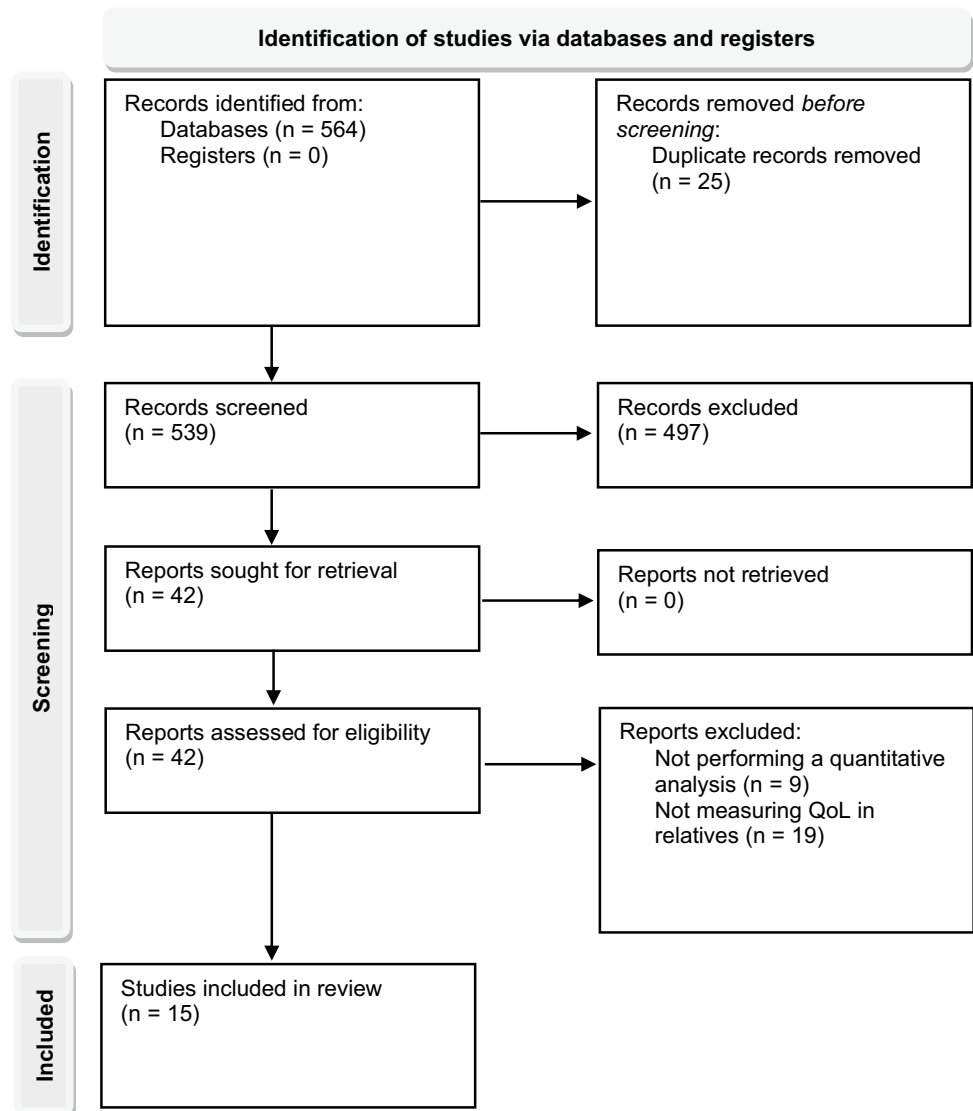 Identification of studies via databases and registers
Identification
Records identified from:
Databases (n = 564)
Registers (n = 0)
Records removed before
screening:
Duplicate records removed
(n = 25)
Screening
Records screened
(n = 539)
Records excluded
(n = 497)
Reports sought for retrieval
(n = 42)
Reports not retrieved
(n = 0)
Reports assessed for eligibility
(n = 42)
Reports excluded:
Not performing a quantitative
analysis (n = 9)
Not measuring QoL in
relatives (n = 19)
Included
Studies included in review
(n = 15)